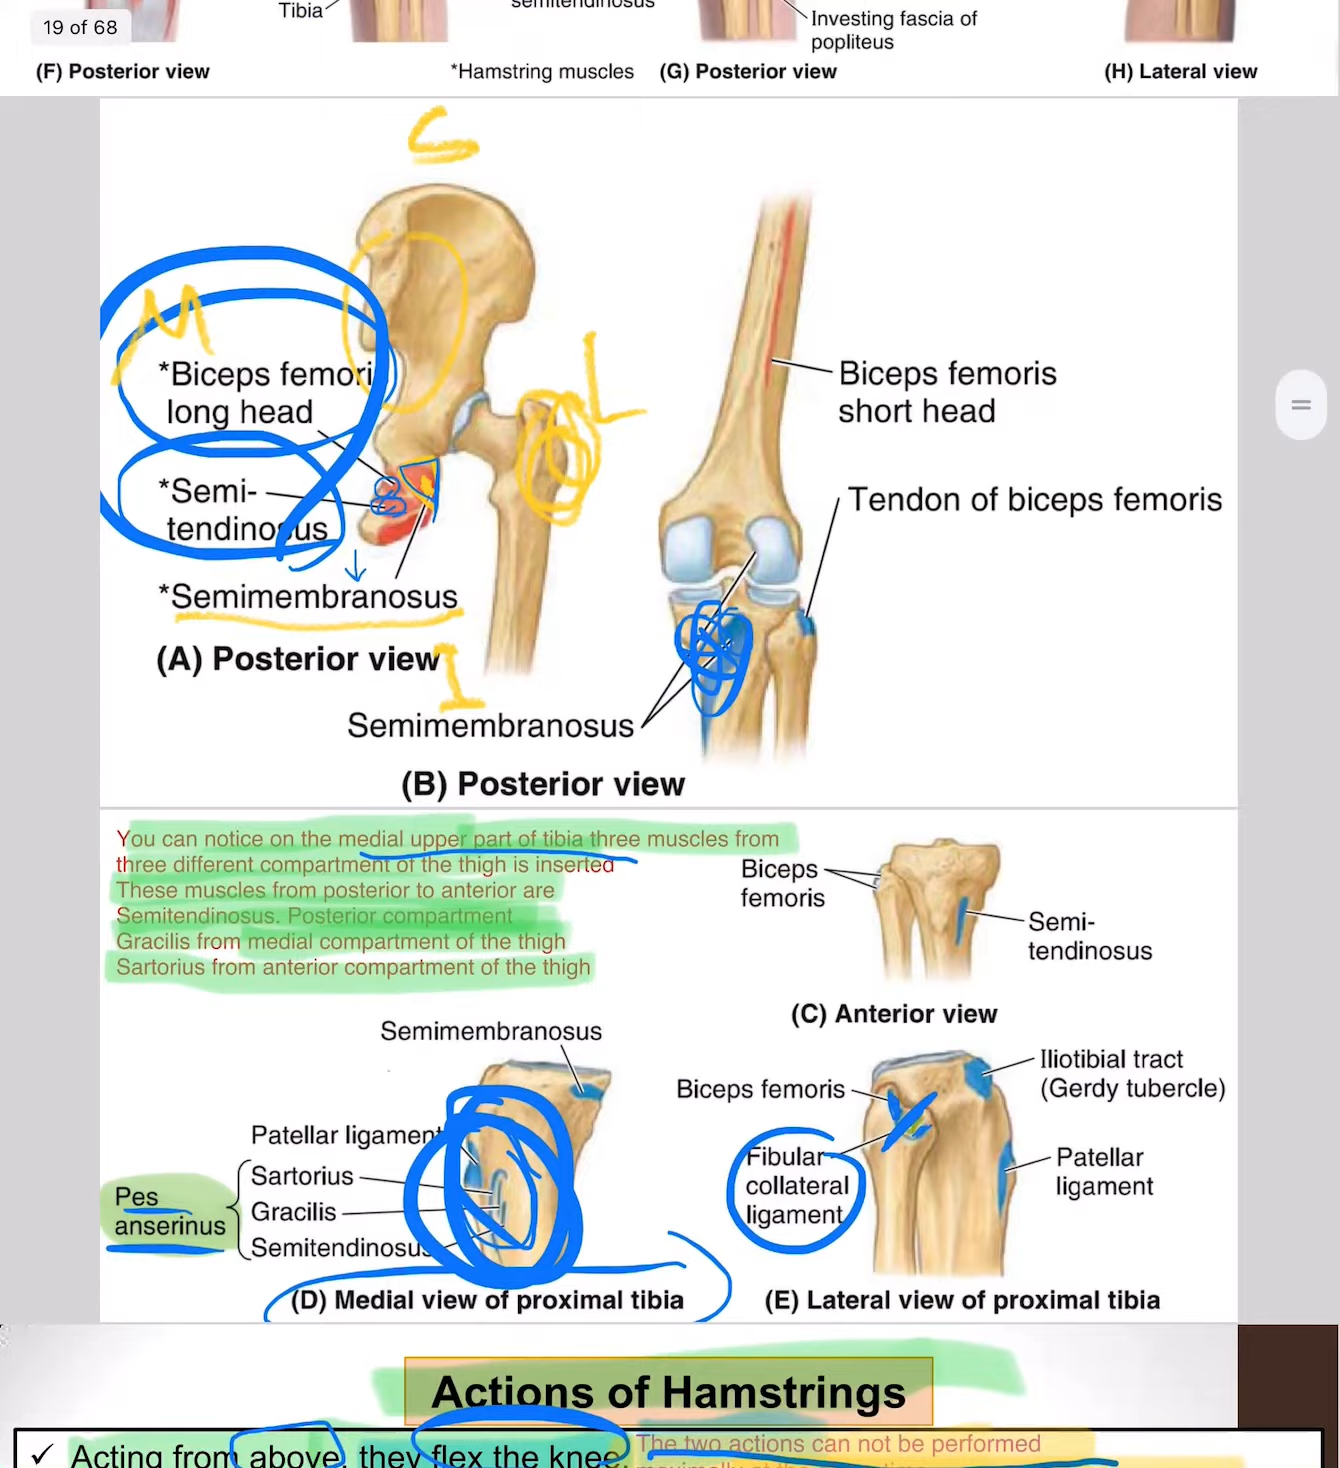 19 of 68
Tibia
semitendinosus
Investing fascia of
popliteus
(F) Posterior view
*Hamstring muscles
(G) Posterior view
(H) Lateral view
S
M
L
*Biceps femori
long head
*Semi-
tendinosus
*Semimembranosus
(A) Posterior view
I
Biceps femoris
short head
Tendon of biceps femoris
Semimembranosus
(B) Posterior view
You can notice on the medial upper part of tibia three muscles from
three different compartment of the thigh is inserted
These muscles from posterior to anterior are
Semitendinosus. Posterior compartment
Gracilis from medial compartment of the thigh
Sartorius from anterior compartment of the thigh
Biceps
femoris
Semi-
tendinosus
(C) Anterior view
Semimembranosus
Patellar ligament
Sartorius
Gracilis
Semitendinosus
Pes
anserinus
(D) Medial view of proximal tibia
Iliotibial tract
(Gerdy tubercle)
Biceps femoris
Fibular
collateral
ligament
Patellar
ligament
(E) Lateral view of proximal tibia
Actions of Hamstrings
✓ Acting from above, they flex the knee. The two actions can not be performed